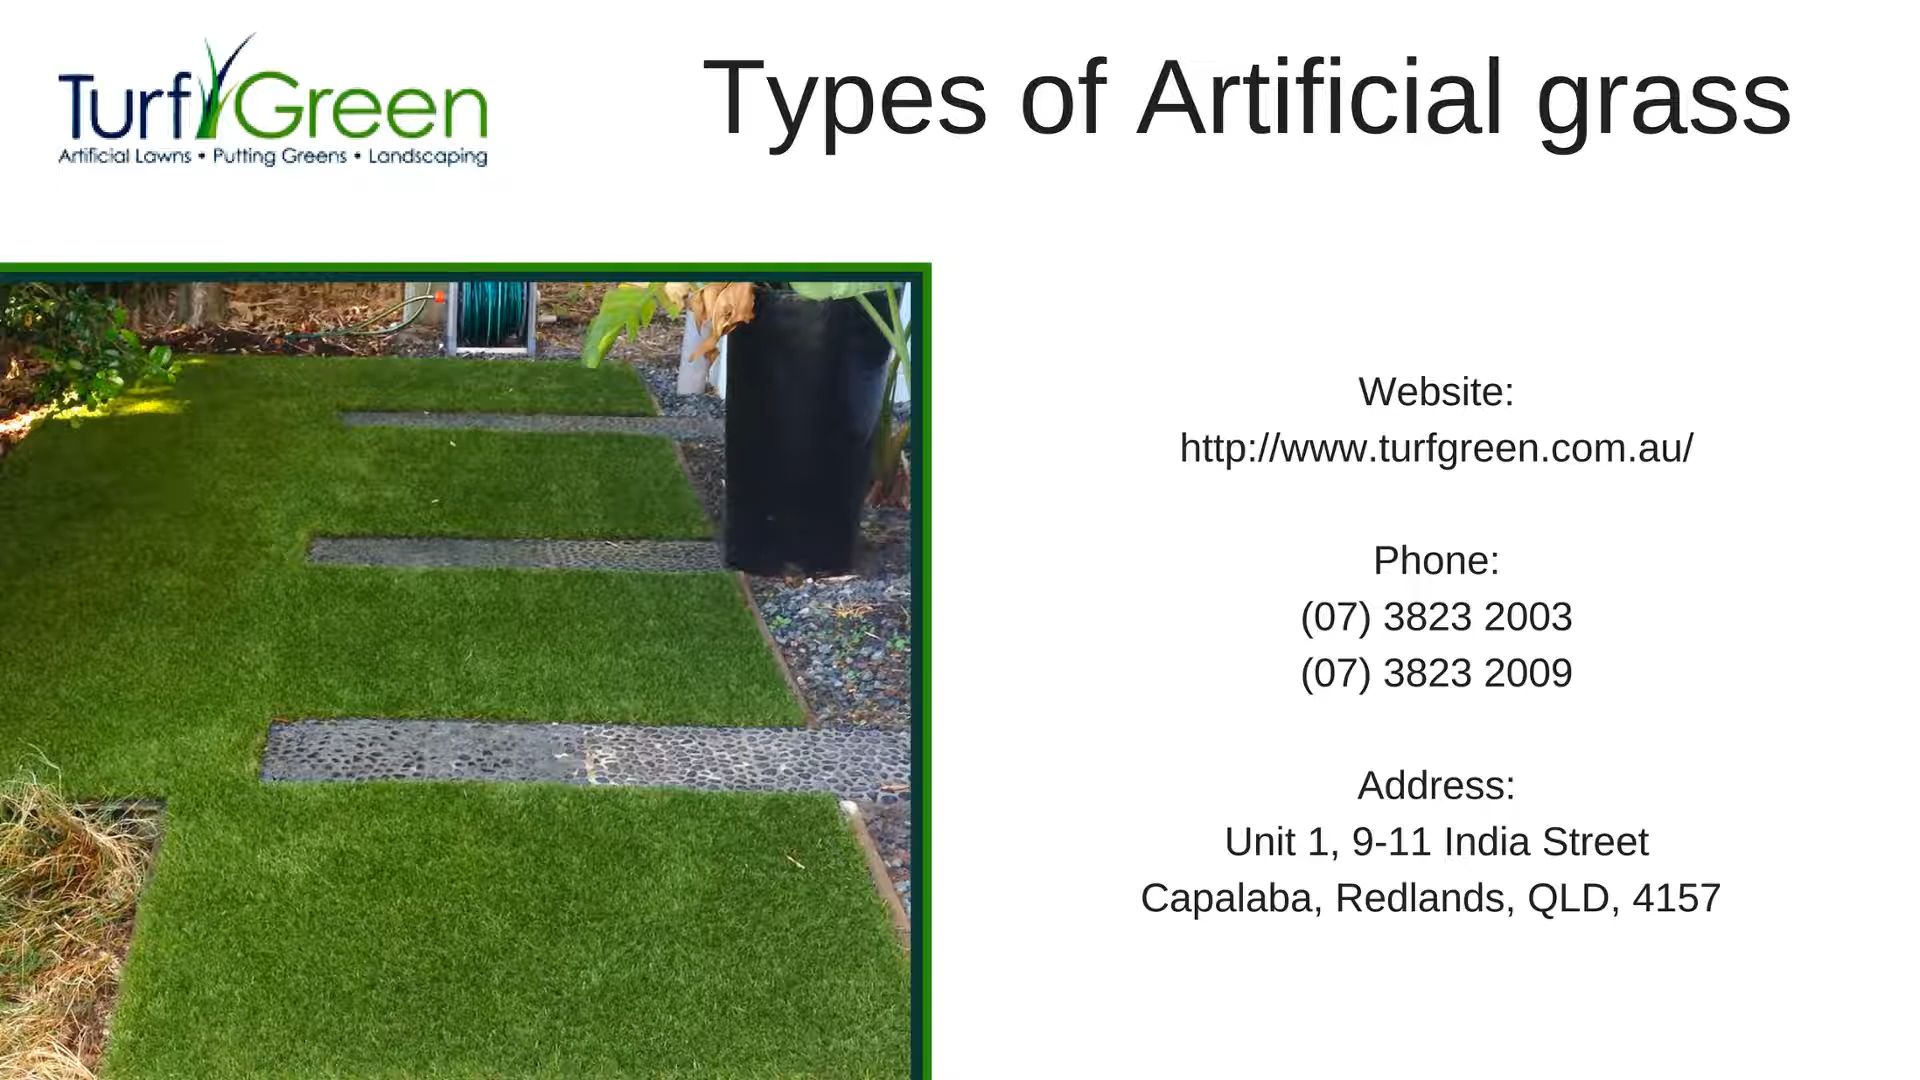 TurfGreen
Artificial Lawns • Putting Greens • Landscaping
Types of Artificial grass
Website:
http://www.turfgreen.com.au/
Phone:
(07) 3823 2003
(07) 3823 2009
Address:
Unit 1, 9-11 India Street
Capalaba, Redlands, QLD, 4157